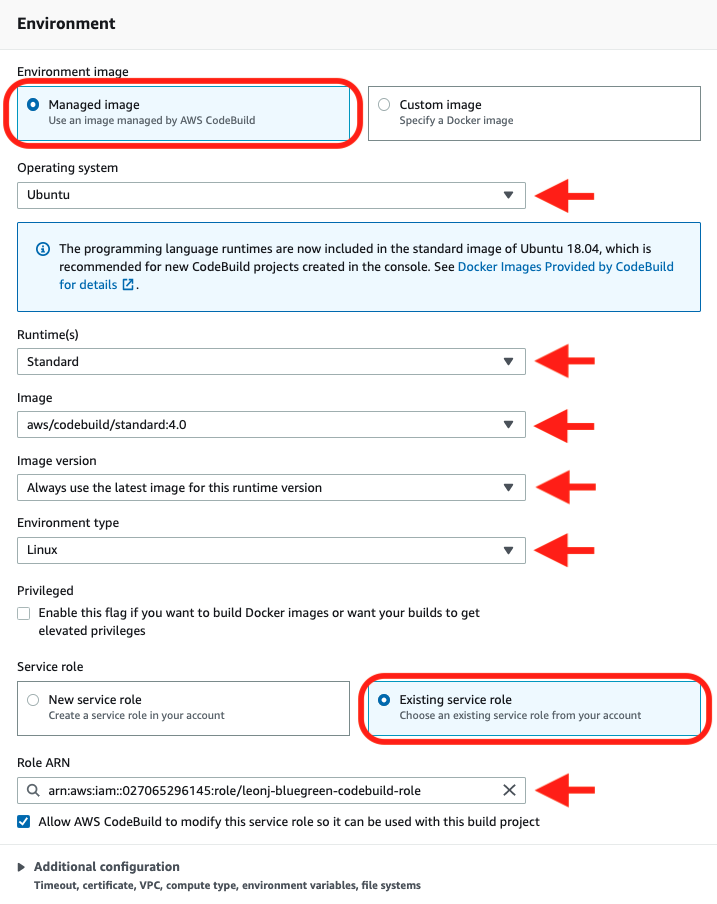 Environment
Environment image
Managed image
Use an image managed by AWS CodeBuild
Custom image
Specify a Docker image
Operating system
Ubuntu
The programming language runtimes are now included in the standard image of Ubuntu 18.04, which is
recommended for new CodeBuild projects created in the console. See Docker Images Provided by CodeBuild
for details .
Runtime(s)
Standard
Image
aws/codebuild/standard:4.0
Image version
Always use the latest image for this runtime version
Environment type
Linux
Privileged
Enable this flag if you want to build Docker images or want your builds to get
elevated privileges
Service role
New service role
Create a service role in your account
Existing service role
Choose an existing service role from your account
Role ARN
arn:aws:iam::027065296145:role/leonj-bluegreen-codebuild-role
Allow AWS CodeBuild to modify this service role so it can be used with this build project
Additional configuration
Timeout, certificate, VPC, compute type, environment variables, file systems